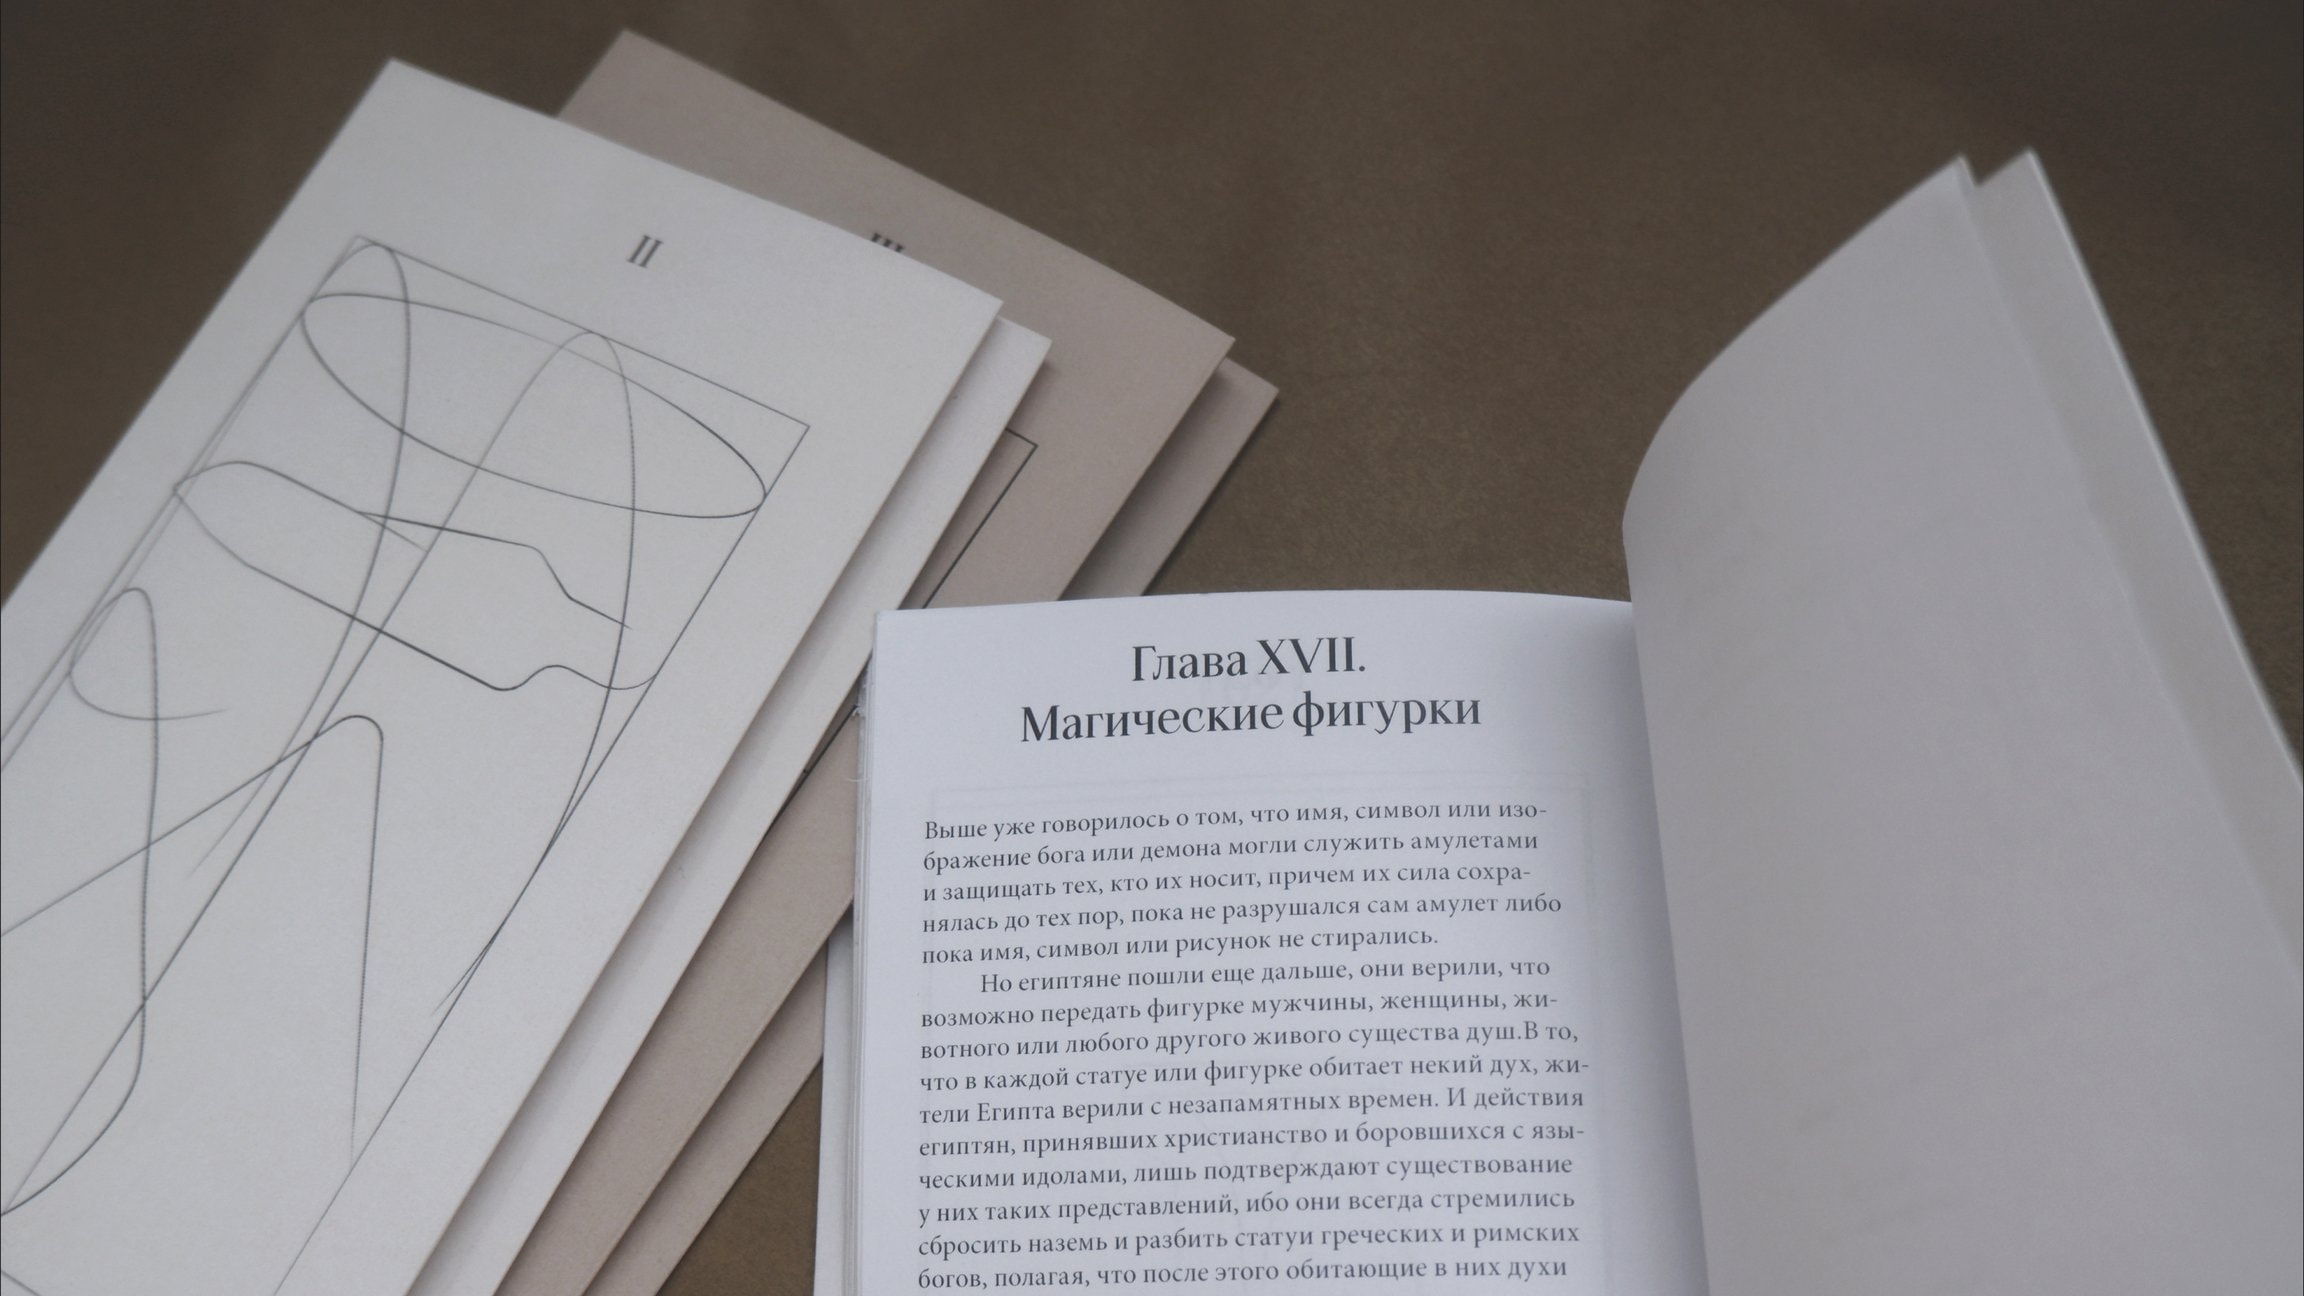 II
III
Глава XVII.
Магические фигурки
Выше уже говорилось о том, что имя, символ или изо-
бражение бога или демона могли служить амулетами
и защищать тех, кто их носит, причем их сила сохра-
нялась до тех пор, пока не разрушался сам амулет либо
пока имя, символ или рисунок не стирались.
Но египтяне пошли еще дальше, они верили, что
возможно передать фигурке мужчины, женщины, жи-
вотного или любого другого живого существа душ.В то,
что в каждой статуе или фигурке обитает некий дух, жи-
тели Египта верили с незапамятных времен. И действия
египтян, принявших христианство и боровшихся с язы-
ческими идолами, лишь подтверждают существование
у них таких представлений, ибо они всегда стремились
сбросить наземь и разбить статуи греческих и римских
богов, полагая, что после этого обитающие в них духи